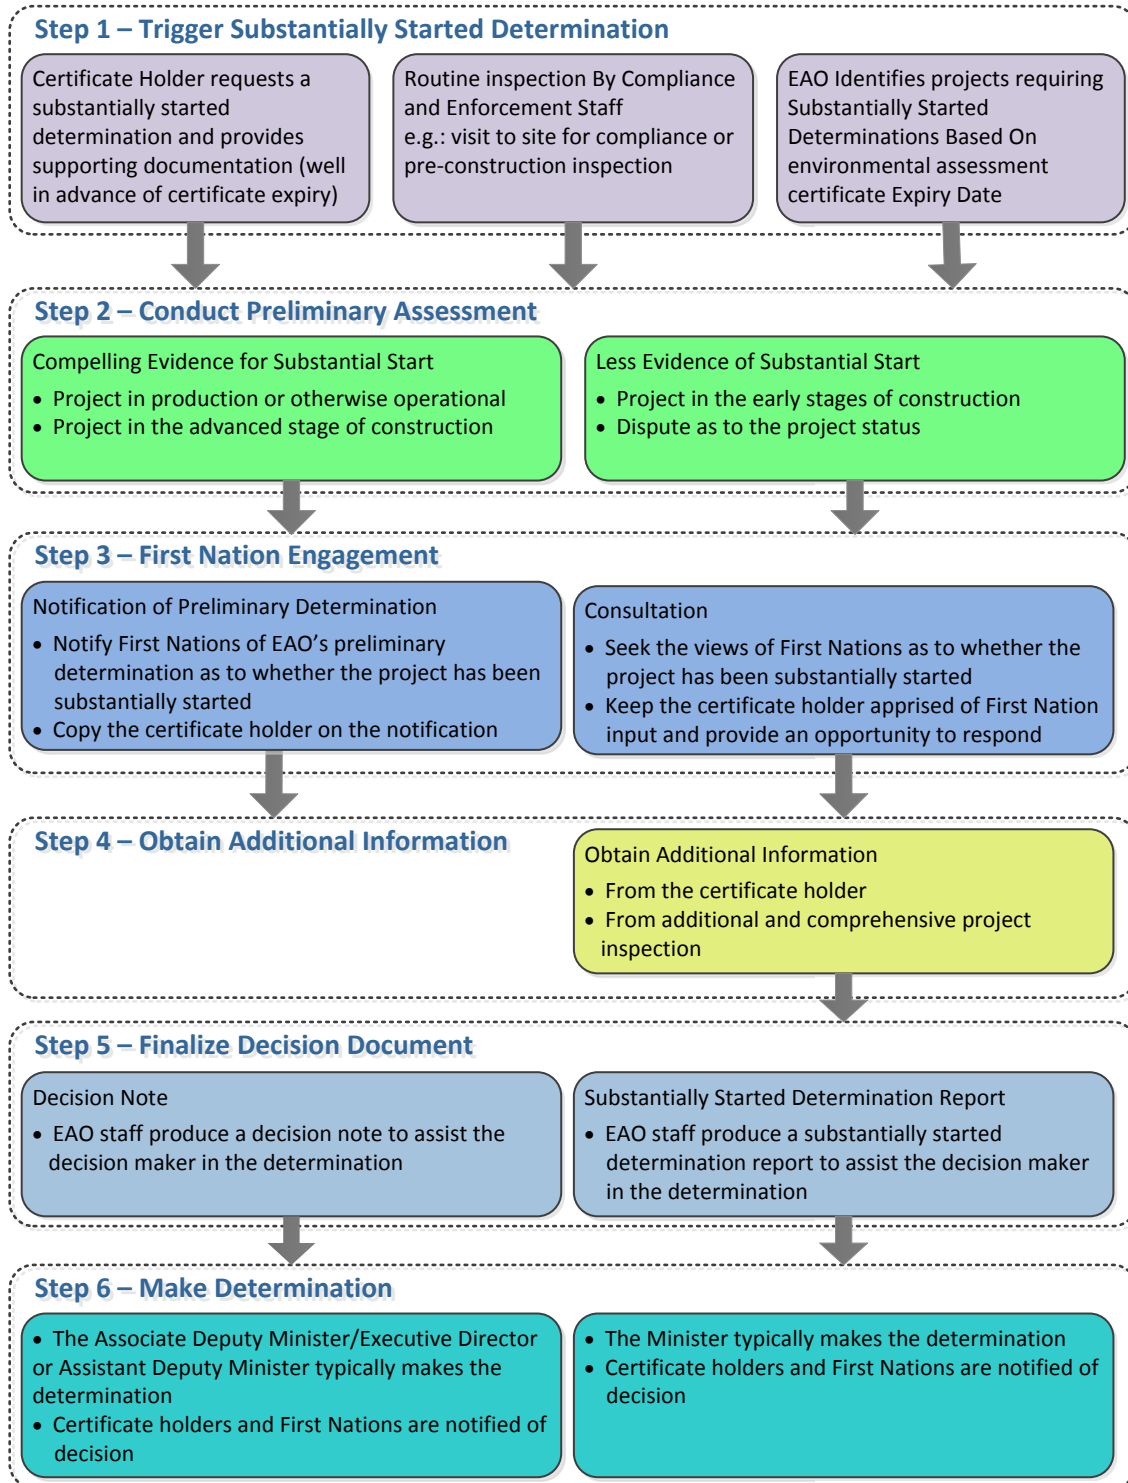 Step 1 – Trigger Substantially Started Determination
Certificate Holder requests a
substantially started
determination and provides
supporting documentation (well
in advance of certificate expiry)
Routine inspection By Compliance
and Enforcement Staff
e.g.: visit to site for compliance or
pre-construction inspection
EAO Identifies projects requiring
Substantially Started
Determinations Based On
environmental assessment
certificate Expiry Date
Step 2 – Conduct Preliminary Assessment
Compelling Evidence for Substantial Start
• Project in production or otherwise operational
• Project in the advanced stage of construction
Less Evidence of Substantial Start
• Project in the early stages of construction
• Dispute as to the project status
Step 3 – First Nation Engagement
Notification of Preliminary Determination
• Notify First Nations of EAO’s preliminary
determination as to whether the project has been
substantially started
• Copy the certificate holder on the notification
Consultation
• Seek the views of First Nations as to whether the
project has been substantially started
• Keep the certificate holder apprised of First Nation
input and provide an opportunity to respond
Step 4 – Obtain Additional Information
Obtain Additional Information
• From the certificate holder
• From additional and comprehensive project
inspection
Step 5 – Finalize Decision Document
Decision Note
• EAO staff produce a decision note to assist the
decision maker in the determination
Substantially Started Determination Report
• EAO staff produce a substantially started
determination report to assist the decision maker
in the determination
Step 6 – Make Determination
• The Associate Deputy Minister/Executive Director
or Assistant Deputy Minister typically makes the
determination
• Certificate holders and First Nations are notified of
decision
• The Minister typically makes the determination
• Certificate holders and First Nations are notified of
decision